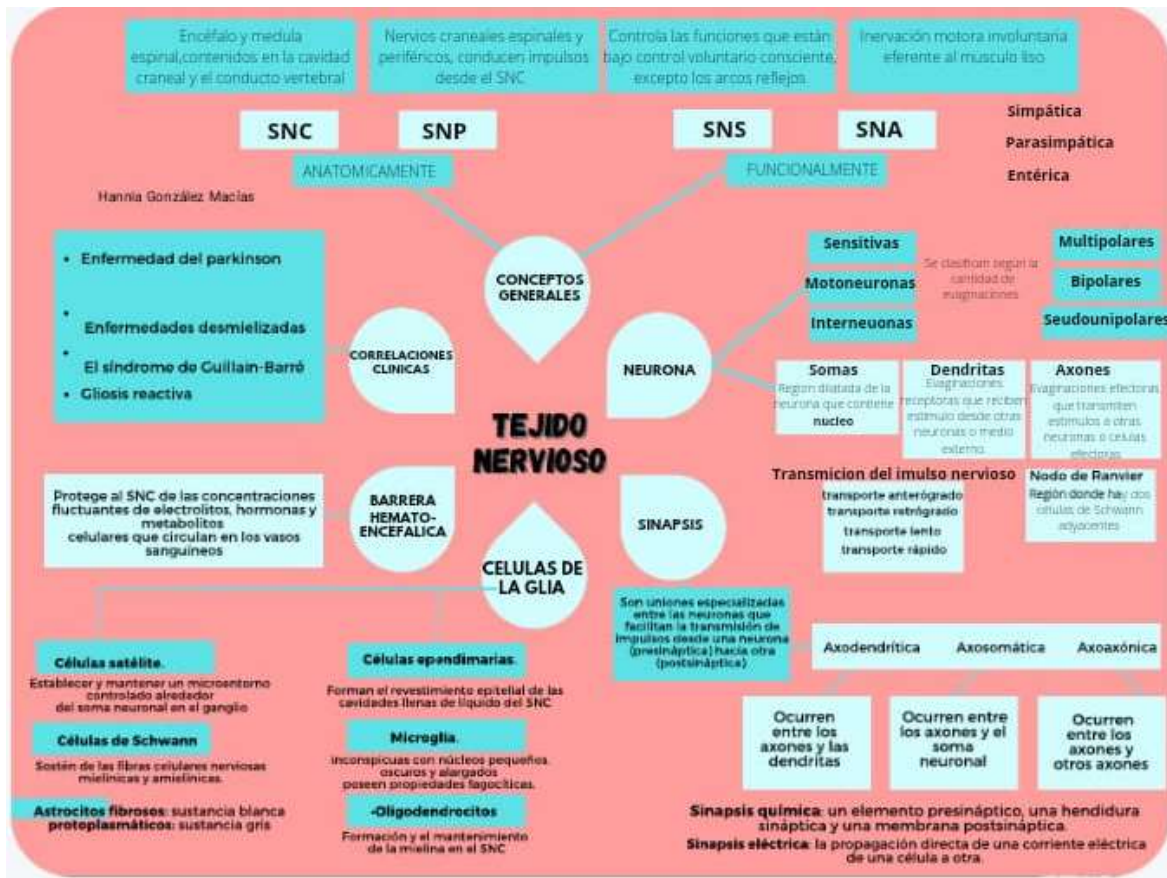 Encéfalo y medula
espinal,contenidos en la cavidad
craneal y el conducto vertebral
Nervios craneales espinales y
periféricos, conducen impulsos
desde el SNC
Controla las funciones que están
bajo control voluntario consciente,
excepto los arcos reflejos
Inervación motora involuntaria
eferente al musculo liso
SNC
SNP
SNS
SNA
Simpática
Parasimpática
Entérica
ANATOMICAMENTE
FUNCIONALMENTE
Hannia González Macías
CONCEPTOS
GENERALES
• Enfermedad del parkinson
•
Enfermedades desmielizadas
•
El síndrome de Guillain-Barré
• Gliosis reactiva
CORRELACIONES
CLINICAS
NEURONA
Sensitivas
Motoneuronas
Interneuonas
Se clasifican según la
cantidad de
evaginaciones
Multipolares
Bipolares
Seudounipolares
Somas
Region dilatada de la
neurona que contiene
nucleo
Dendritas
Evaginaciones
receptoras que reciben
estimulo desde otras
neuronas o medio
externo.
Axones
Evaginaciones efectoras
que transmiten
estimulos a otras
neuronas o celulas
efectoras
TEJIDO
NERVIOSO
Transmicion del imulso nervioso
transporte anterógrado
transporte retrógrado
transporte lento
transporte rápido
Nodo de Ranvier
Región donde hay dos
células de Schwann
adyacentes
Protege al SNC de las concentraciones
fluctuantes de electrolitos, hormonas y
metabolitos
celulares que circulan en los vasos
sanguíneos
BARRERA
HEMATO-
ENCEFALICA
SINAPSIS
CELULAS DE
LA GLIA
Son uniones especializadas
entre las neuronas que
facilitan la transmisión de
impulsos desde una neurona
(presináptica) hacia otra
(postsináptica)
Axodendrítica
Axosomática
Axoaxónica
Ocurren
entre los
axones y las
dendritas
Ocurren entre
los axones y el
soma
neuronal
Ocurren
entre los
axones y
otros axones
Células satélite.
Establecer y mantener un microentorno
controlado alrededor
del soma neuronal en el ganglio
Células de Schwann
Sostén de las fibras celulares nerviosas
mielínicas y amielínicas.
Astrocitos fibrosos: sustancia blanca
protoplasmáticos: sustancia gris
Células ependimarias.
Forman el revestimiento epitelial de las
cavidades llenas de líquido del SNC
Microglia.
inconspicuas con núcleos pequeños,
oscuros y alargados
poseen propiedades fagocíticas.
-Oligodendrocitos
Formación y el mantenimiento
de la mielina en el SNC
Sinapsis química: un elemento presináptico, una hendidura
sináptica y una membrana postsináptica.
Sinapsis eléctrica: la propagación directa de una corriente eléctrica
de una célula a otra.